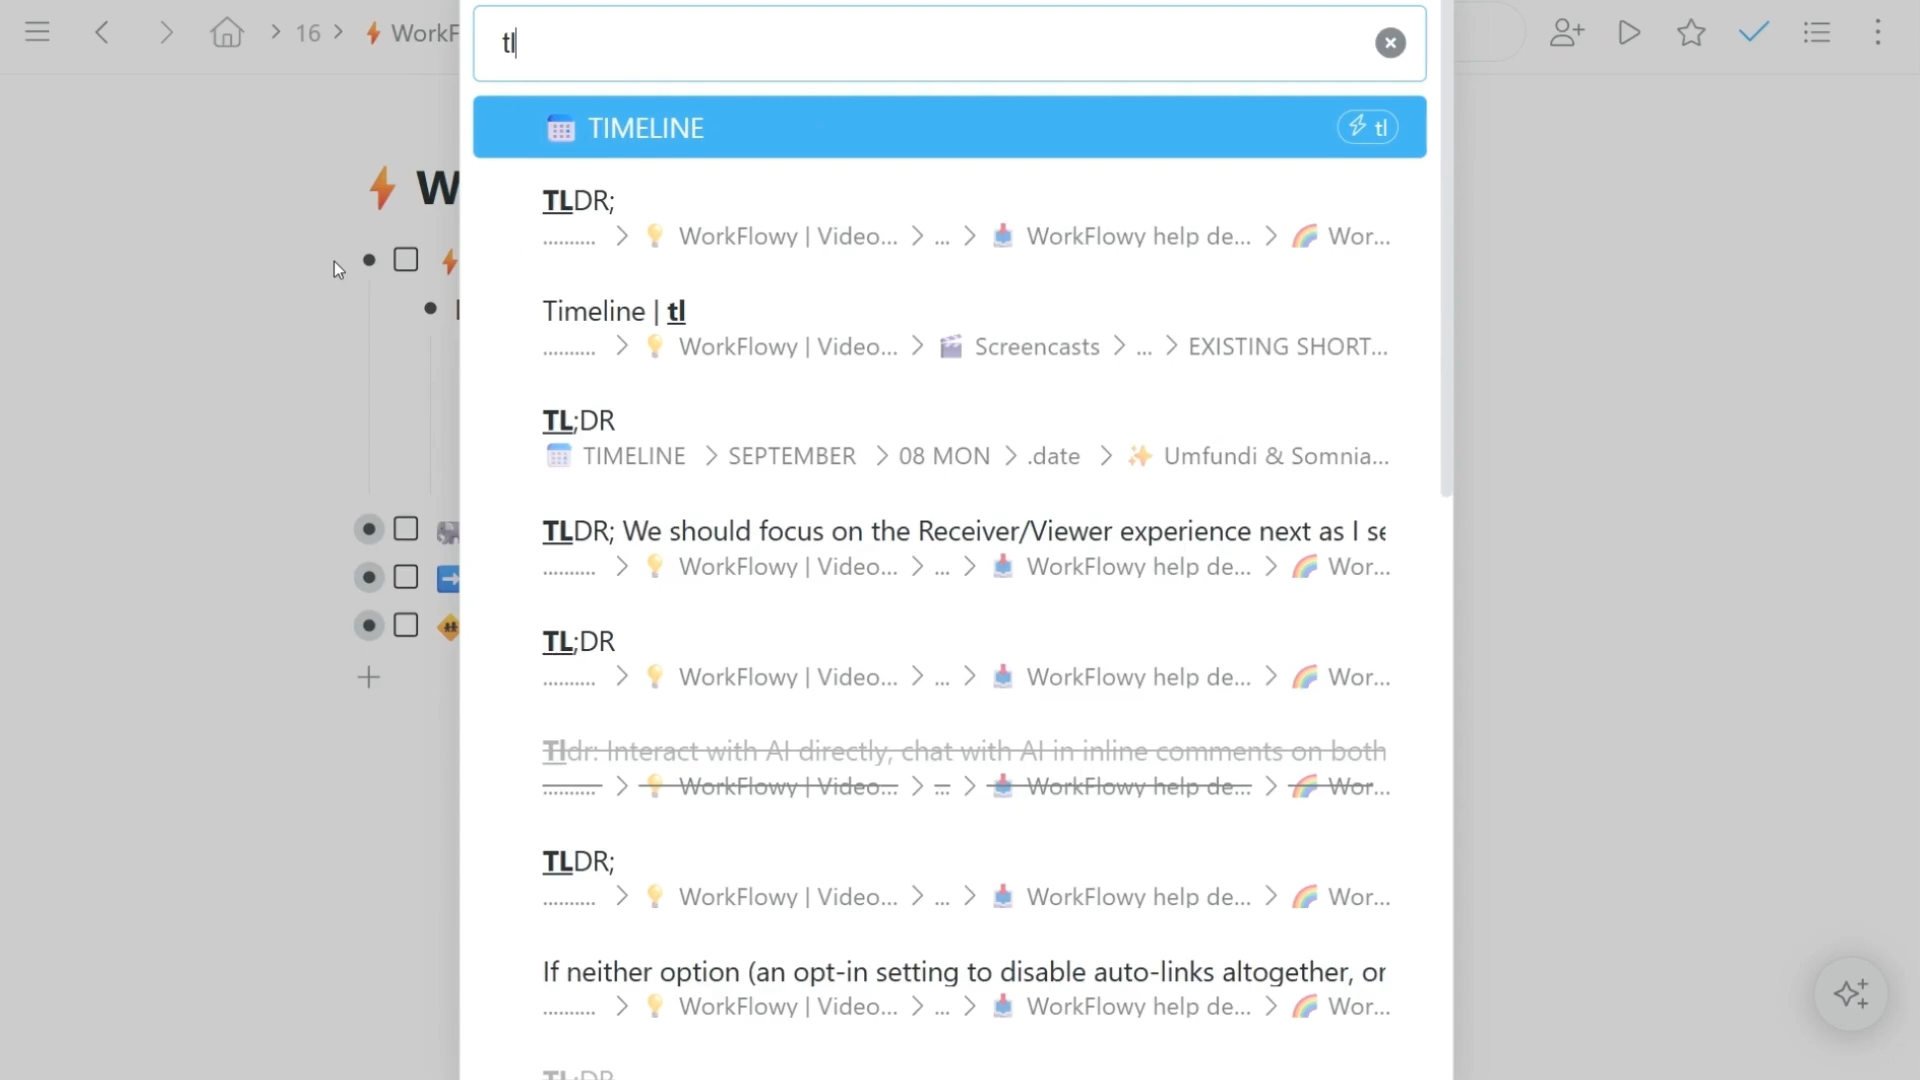 16 WorkF
tl
W
TIMELINE tl
TLDR;
.......... WorkFlowy | Video... ... WorkFlowy help de... Wor...
Timeline | tl
.......... WorkFlowy | Video... Screencasts ... EXISTING SHORT...
TL;DR
TIMELINE SEPTEMBER 08 MON .date Umfundi & Somnia...
TLDR; We should focus on the Receiver/Viewer experience next as I se
.......... WorkFlowy | Video... ... WorkFlowy help de... Wor...
TL;DR
.......... WorkFlowy | Video... ... WorkFlowy help de... Wor...
Tldr: Interact with AI directly, chat with AI in inline comments on both
.......... WorkFlowy | Video... ... WorkFlowy help de... Wor...
TLDR;
.......... WorkFlowy | Video... ... WorkFlowy help de... Wor...
If neither option (an opt-in setting to disable auto-links altogether, or
.......... WorkFlowy | Video... ... WorkFlowy help de... Wor...
TL;DR